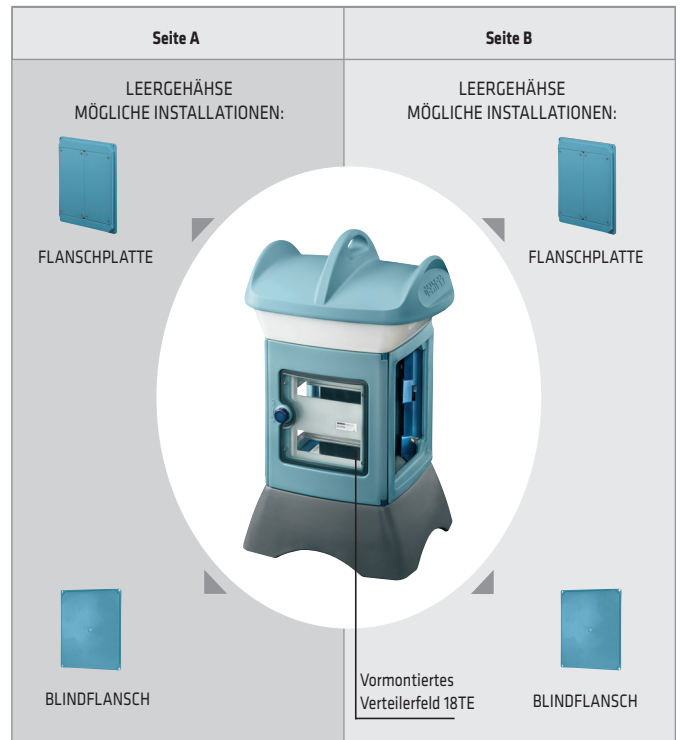 Seite A
Seite B
LEERGEHÄHSE
MÖGLICHE INSTALLATIONEN:
LEERGEHÄHSE
MÖGLICHE INSTALLATIONEN:
FLANSCHPLATTE
FLANSCHPLATTE
Vormontiertes
Verteilerfeld 18TE
BLINDFLANSCH
BLINDFLANSCH